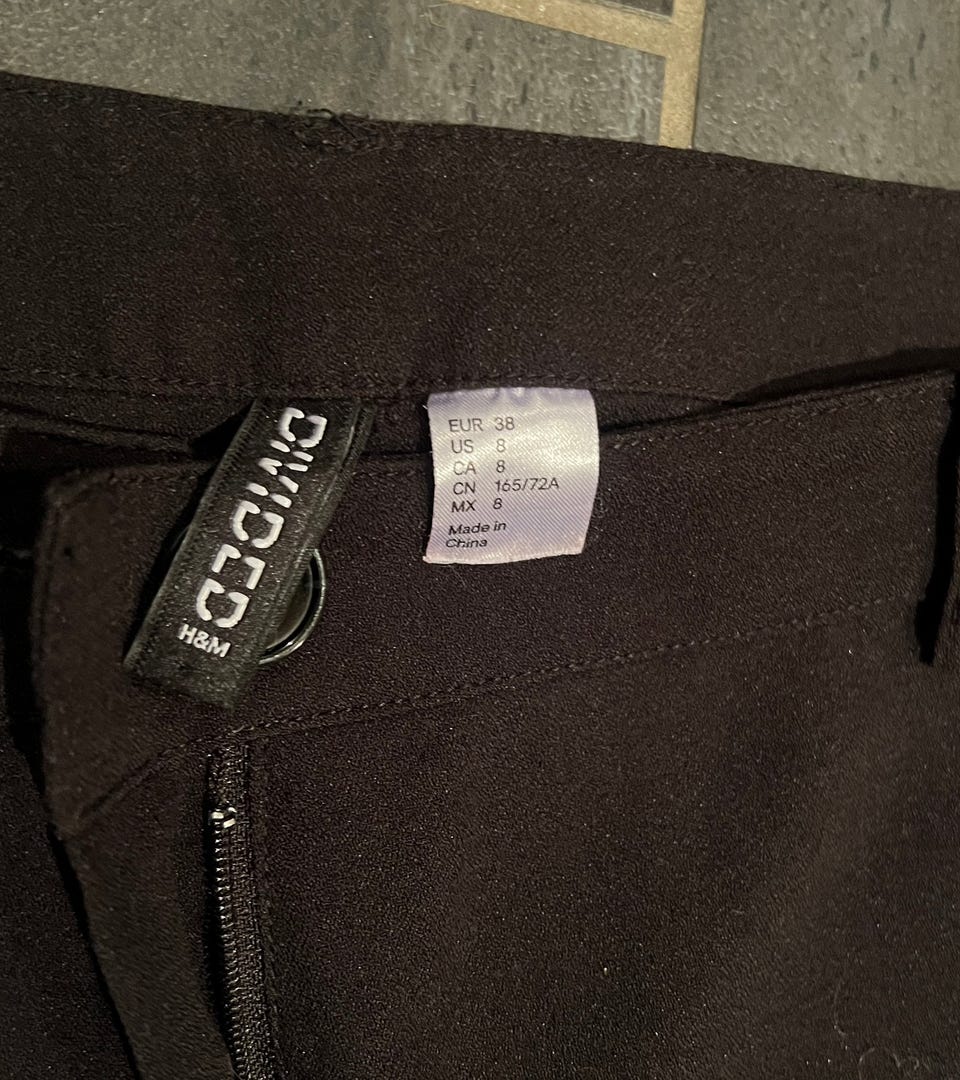 DIVIDED
H&M
EUR 38
US 8
CA 8
CN 165/72A
MX 8
Made in
China